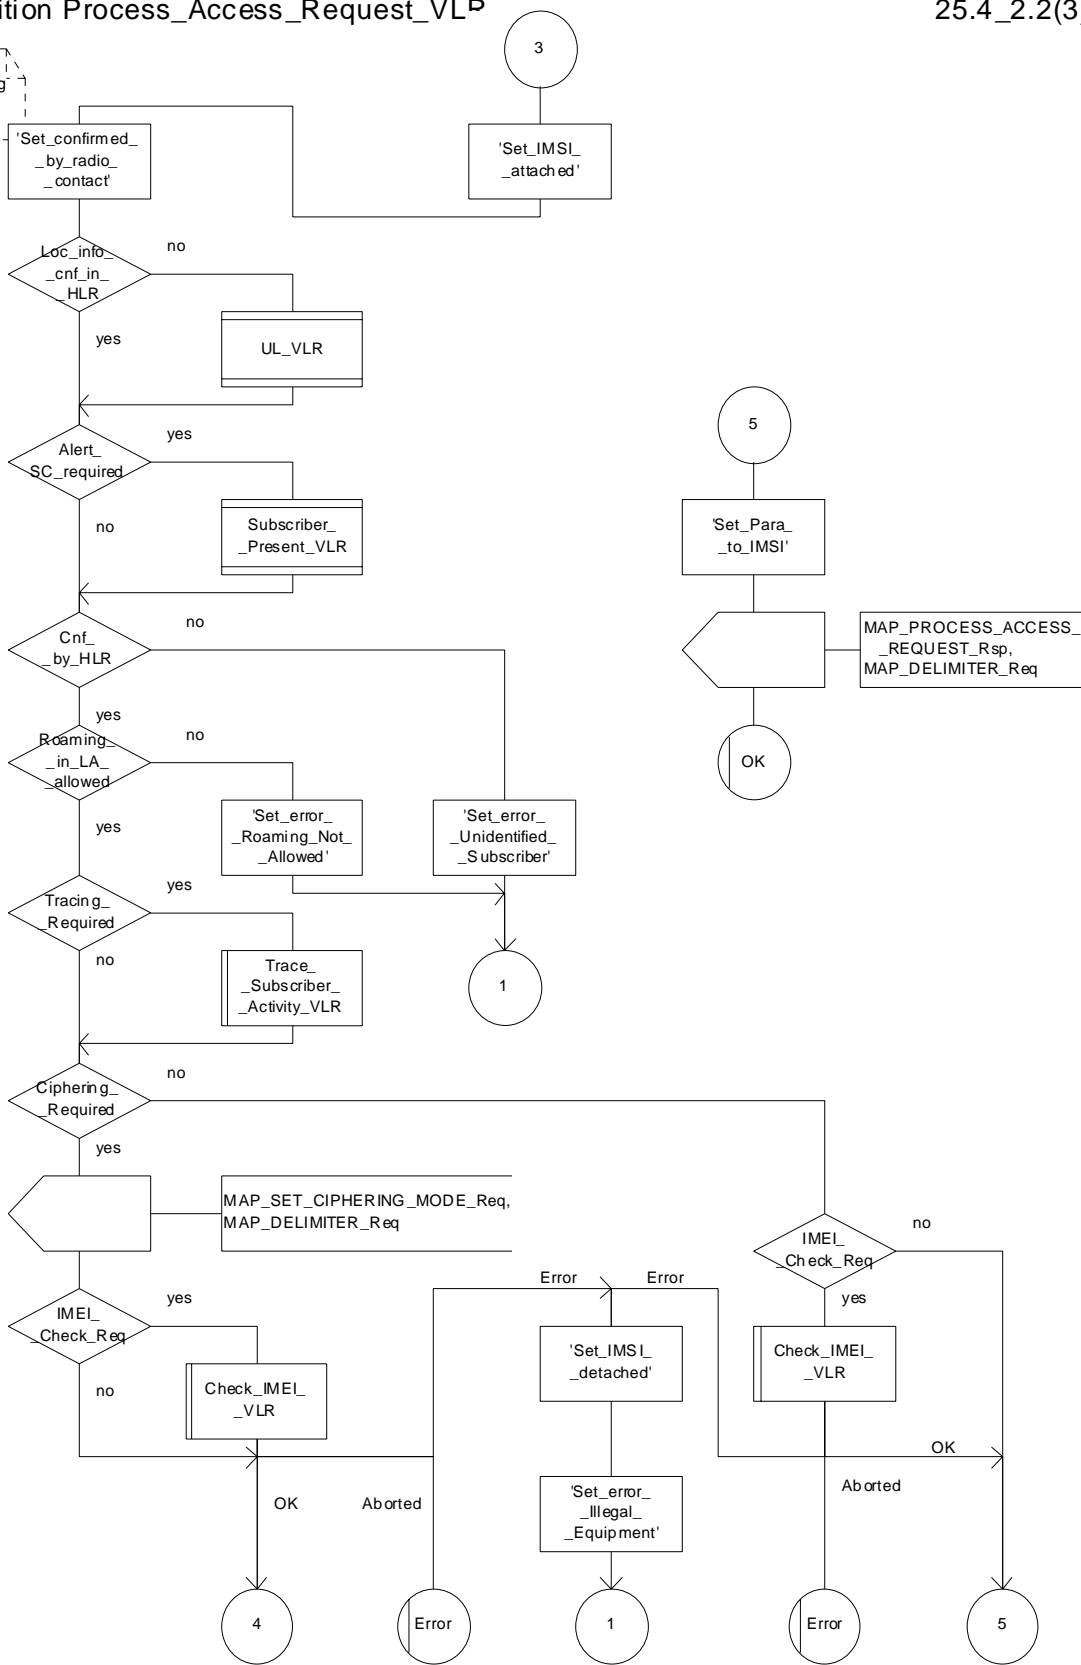 ition Process_Access_Request_VLR
25.4_2.2(3
3
g
'Set_confirmed_
_by_radio_
_contact'
'Set_IMSI_
_attached'
Loc_info_
_cnf_in_
_HLR
no
yes
UL_VLR
Alert_
SC_required
yes
no
Subscriber_
_Present_VLR
5
'Set_Para_
_to_IMSI'
Cnf_
_by_HLR
no
yes
MAP_PROCESS_ACCESS_
_REQUEST_Rsp,
MAP_DELIMITER_Req
OK
Roaming_
_in_LA_
_allowed
no
yes
'Set_error_
_Roaming_Not_
_Allowed'
'Set_error_
_Unidentified_
_Subscriber'
Tracing_
_Required
yes
no
Trace_
_Subscriber_
_Activity_VLR
1
Ciphering_
_Required
no
yes
MAP_SET_CIPHERING_MODE_Req,
MAP_DELIMITER_Req
IMEI_
_Check_Req
no
yes
IMEI_
_Check_Req
yes
no
Error
Error
'Set_IMSI_
_detached'
Check_IMEI_
_VLR
Check_IMEI_
_VLR
OK
OK
Aborted
Aborted
'Set_error_
_Illegal_
_Equipment'
4
Error
1
Error
5